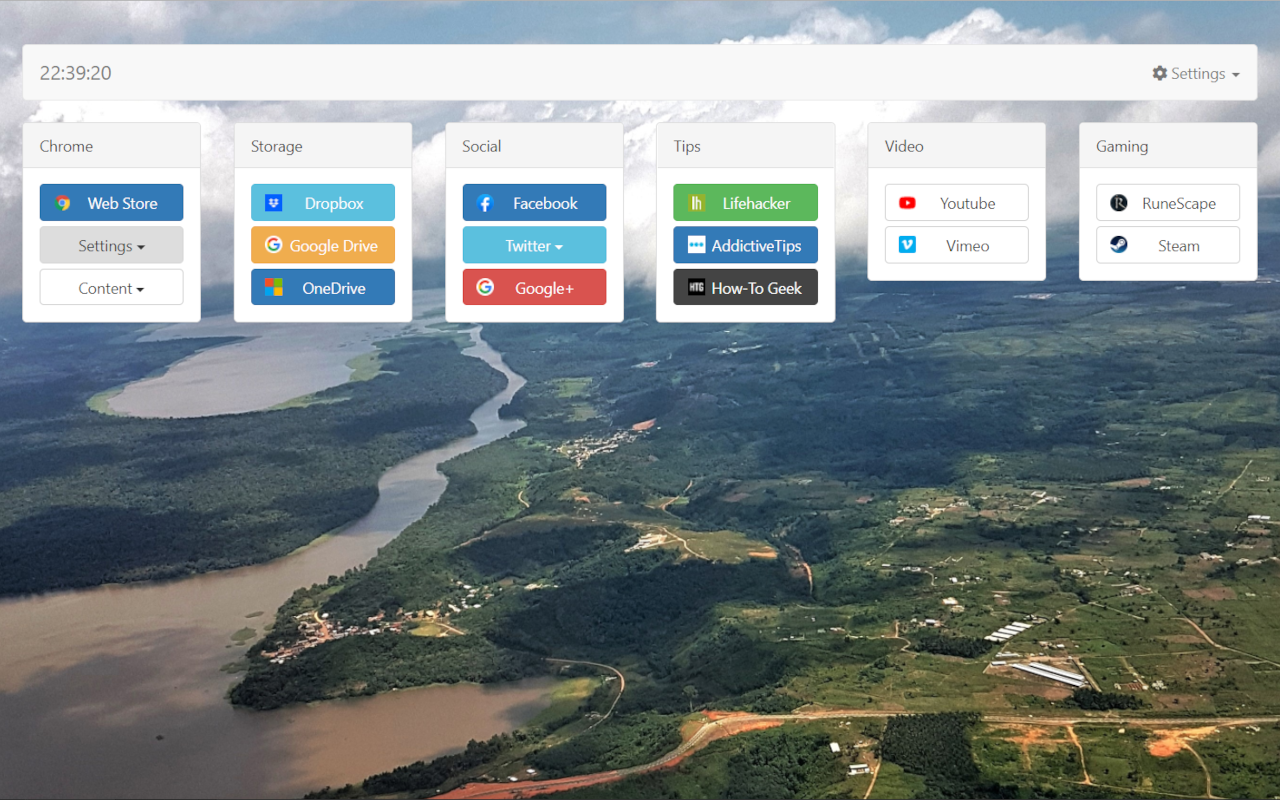 22:39:20
Settings
Chrome
Web Store
Settings
Content
Storage
Dropbox
Google Drive
OneDrive
Social
Facebook
Twitter
Google+
Tips
lh Lifehacker
AddictiveTips
HTG How-To Geek
Video
Youtube
Vimeo
Gaming
RuneScape
Steam